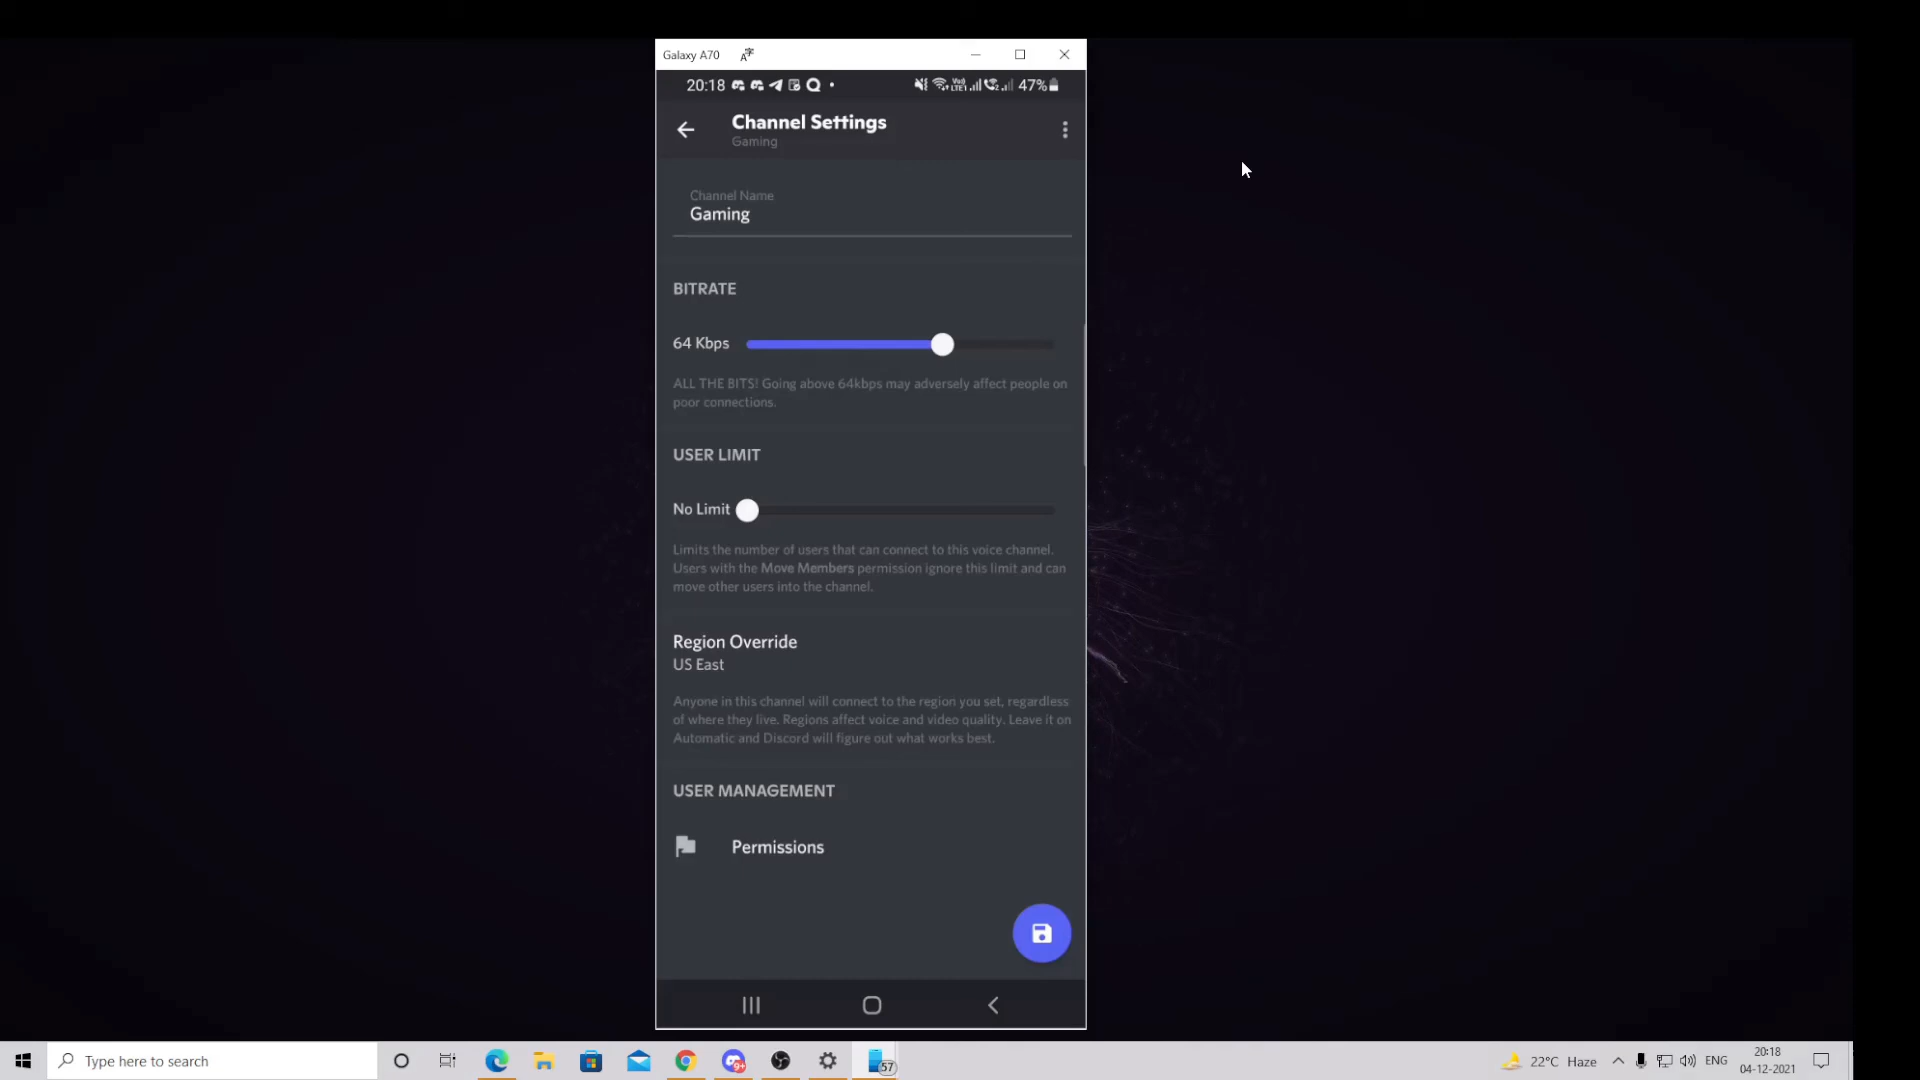 Galaxy A70
20:18
47%
Channel Settings
Gaming
Channel Name
Gaming
BITRATE
64 Kbps
ALL THE BITS! Going above 64kbps may adversely affect people on
poor connections.
USER LIMIT
No Limit
Limits the number of users that can connect to this voice channel.
Users with the Move Members permission ignore this limit and can
move other users into the channel.
Region Override
US East
Anyone in this channel will connect to the region you set, regardless
of where they live. Regions affect voice and video quality. Leave it on
Automatic and Discord will figure out what works best.
USER MANAGEMENT
Permissions
Type here to search
9+
57
22°C Haze
ENG
20:18
04-12-2021